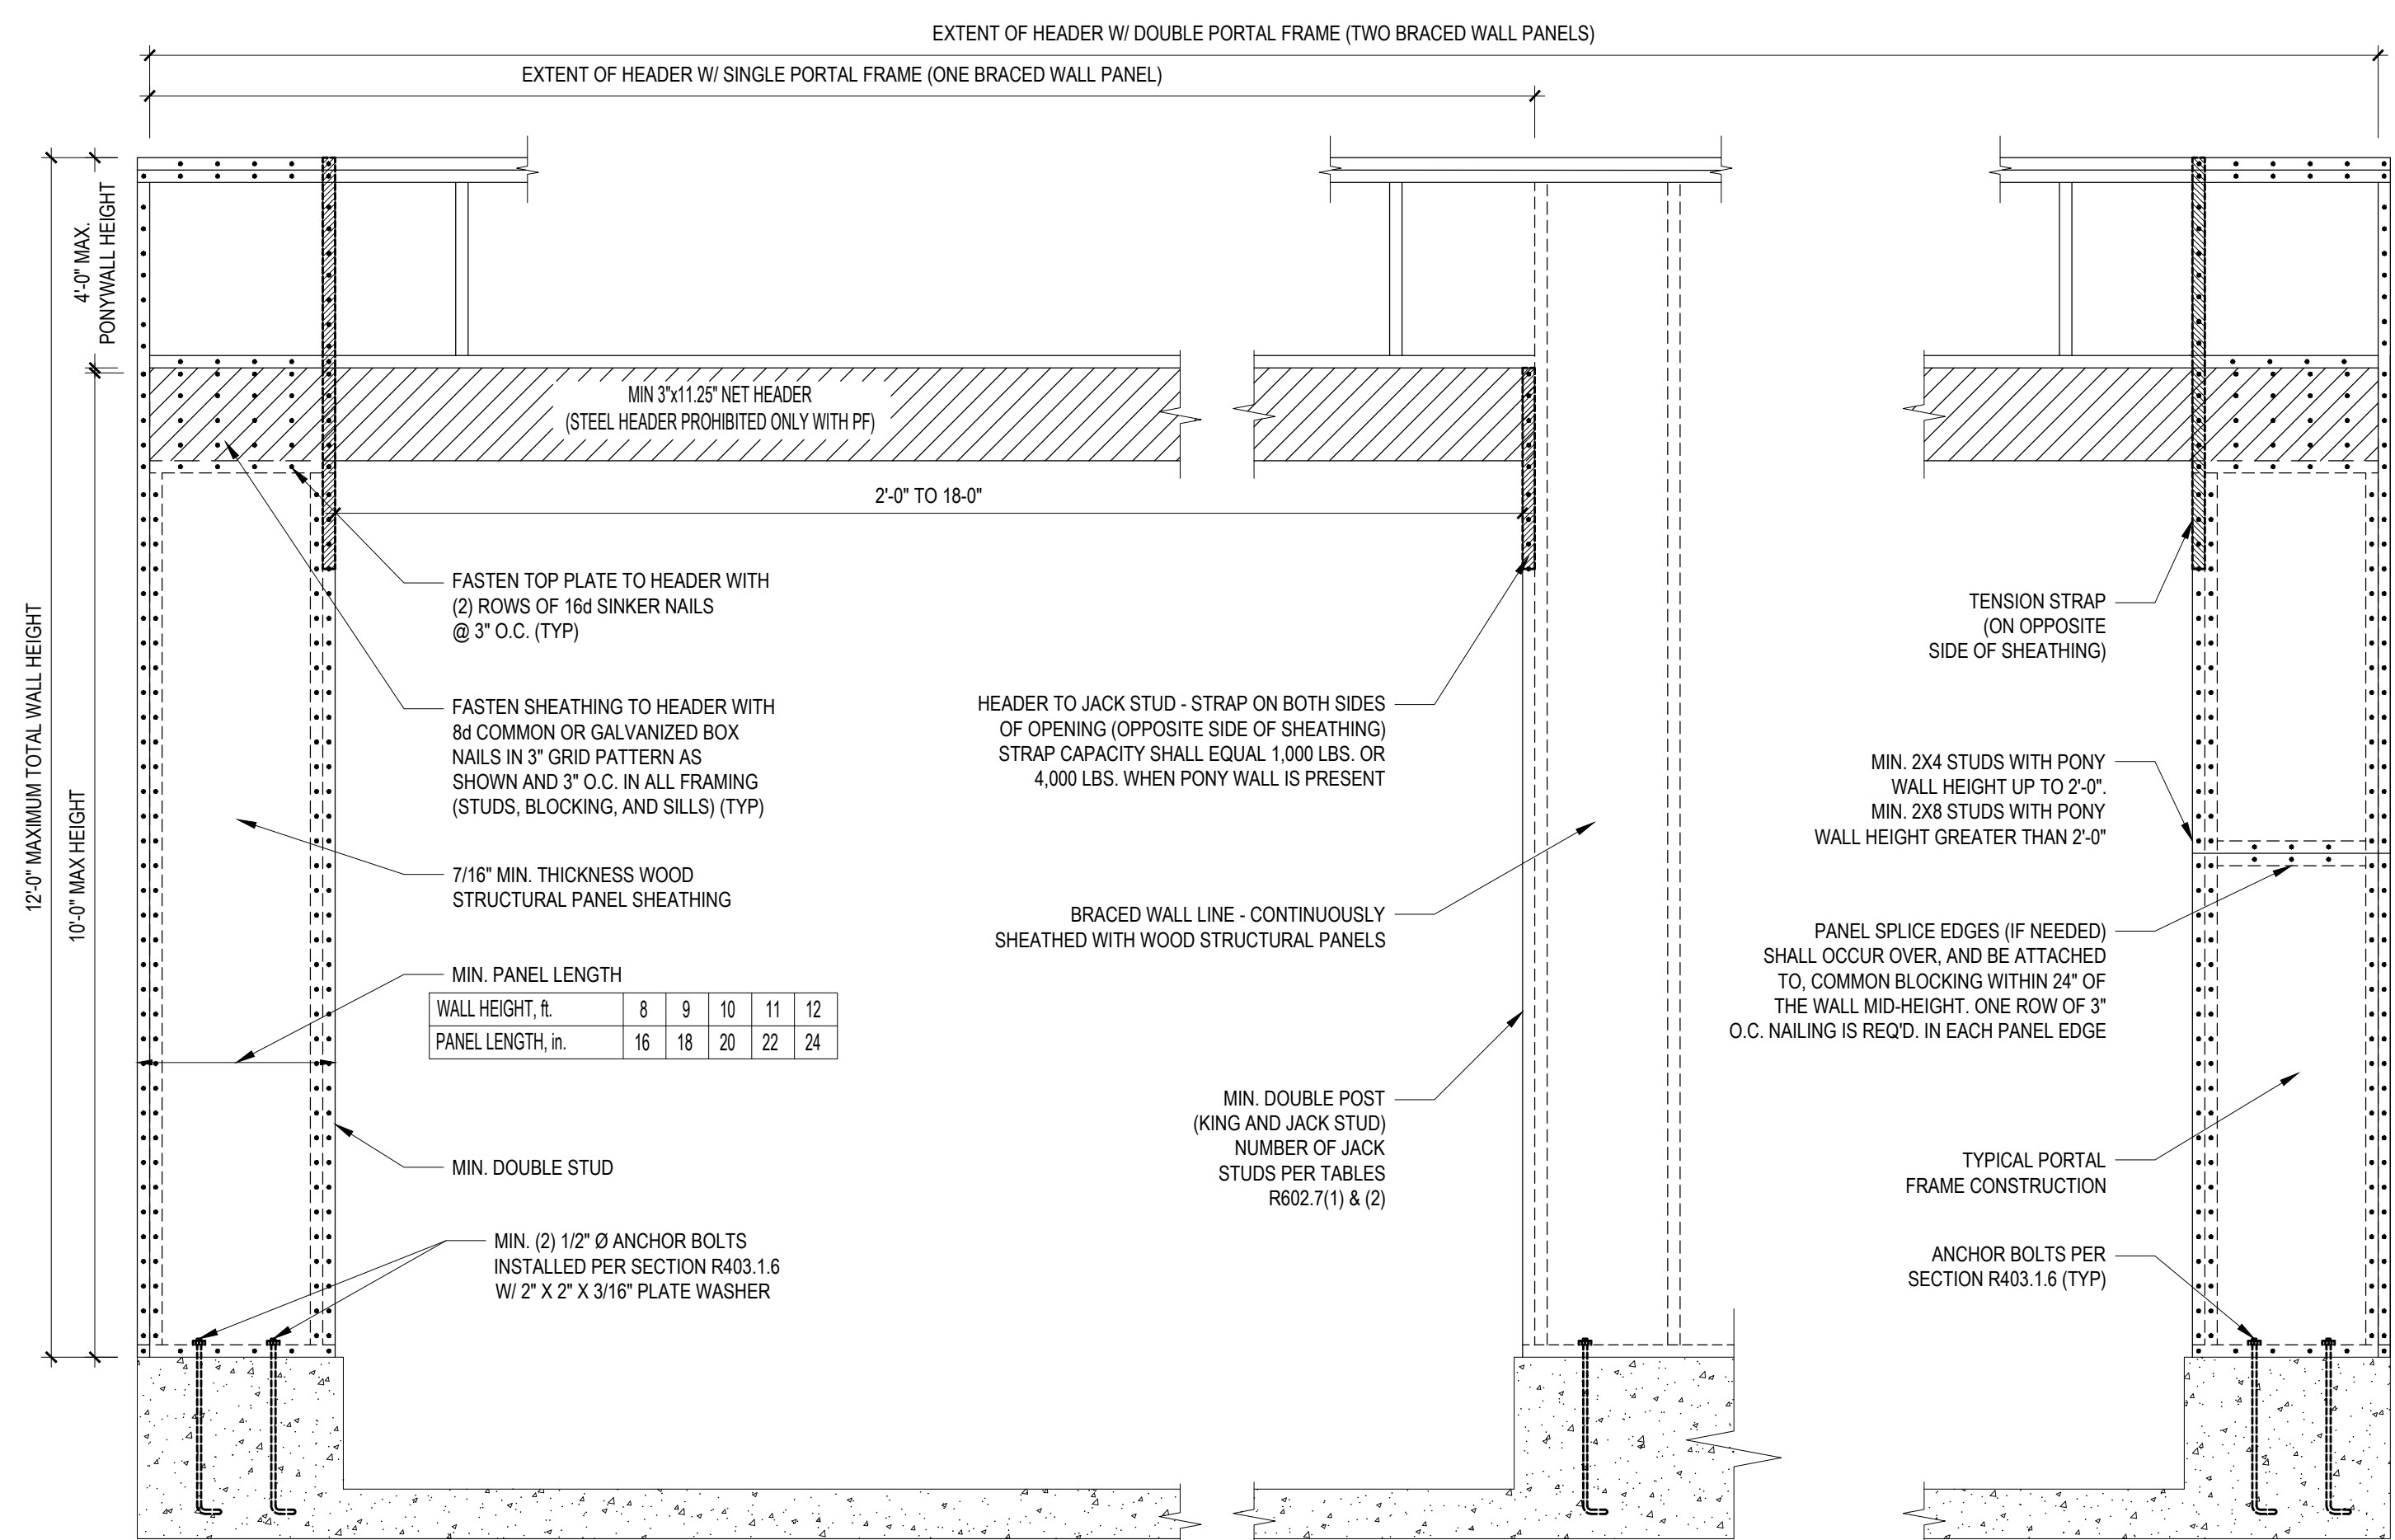 EXTENT OF HEADER W/ DOUBLE PORTAL FRAME (TWO BRACED WALL PANELS)
EXTENT OF HEADER W/ SINGLE PORTAL FRAME (ONE BRACED WALL PANEL)
12'-0" MAXIMUM TOTAL WALL HEIGHT
4'-0" MAX.
PONYWALL HEIGHT
10'-0" MAX HEIGHT
MIN 3"x11.25" NET HEADER
(STEEL HEADER PROHIBITED ONLY WITH PF)
2'-0" TO 18-0"
FASTEN TOP PLATE TO HEADER WITH
(2) ROWS OF 16d SINKER NAILS
@ 3" O.C. (TYP)
FASTEN SHEATHING TO HEADER WITH
8d COMMON OR GALVANIZED BOX
NAILS IN 3" GRID PATTERN AS
SHOWN AND 3" O.C. IN ALL FRAMING
(STUDS, BLOCKING, AND SILLS) (TYP)
7/16" MIN. THICKNESS WOOD
STRUCTURAL PANEL SHEATHING
MIN. PANEL LENGTH
WALL HEIGHT, ft. 8 9 10 11 12
PANEL LENGTH, in. 16 18 20 22 24
MIN. DOUBLE STUD
MIN. (2) 1/2" Ø ANCHOR BOLTS
INSTALLED PER SECTION R403.1.6
W/ 2" X 2" X 3/16" PLATE WASHER
HEADER TO JACK STUD - STRAP ON BOTH SIDES
OF OPENING (OPPOSITE SIDE OF SHEATHING)
STRAP CAPACITY SHALL EQUAL 1,000 LBS. OR
4,000 LBS. WHEN PONY WALL IS PRESENT
BRACED WALL LINE - CONTINUOUSLY
SHEATHED WITH WOOD STRUCTURAL PANELS
MIN. DOUBLE POST
(KING AND JACK STUD)
NUMBER OF JACK
STUDS PER TABLES
R602.7(1) & (2)
TENSION STRAP
(ON OPPOSITE
SIDE OF SHEATHING)
MIN. 2X4 STUDS WITH PONY
WALL HEIGHT UP TO 2'-0".
MIN. 2X8 STUDS WITH PONY
WALL HEIGHT GREATER THAN 2'-0"
PANEL SPLICE EDGES (IF NEEDED)
SHALL OCCUR OVER, AND BE ATTACHED
TO, COMMON BLOCKING WITHIN 24" OF
THE WALL MID-HEIGHT. ONE ROW OF 3"
O.C. NAILING IS REQ'D. IN EACH PANEL EDGE
TYPICAL PORTAL
FRAME CONSTRUCTION
ANCHOR BOLTS PER
SECTION R403.1.6 (TYP)